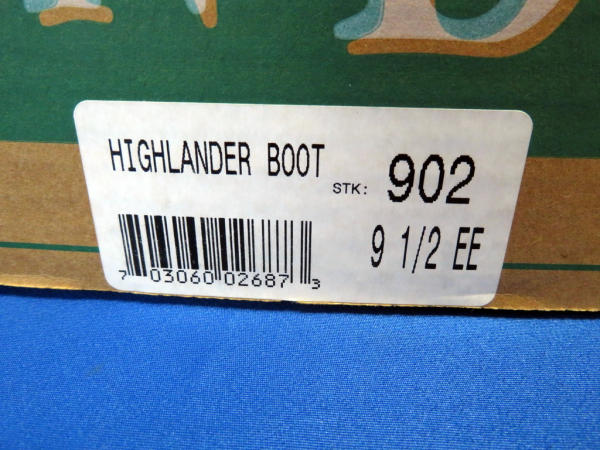 HIGHLANDER BOOT
STK: 902
9 1/2 EE
7 03060 02687 3